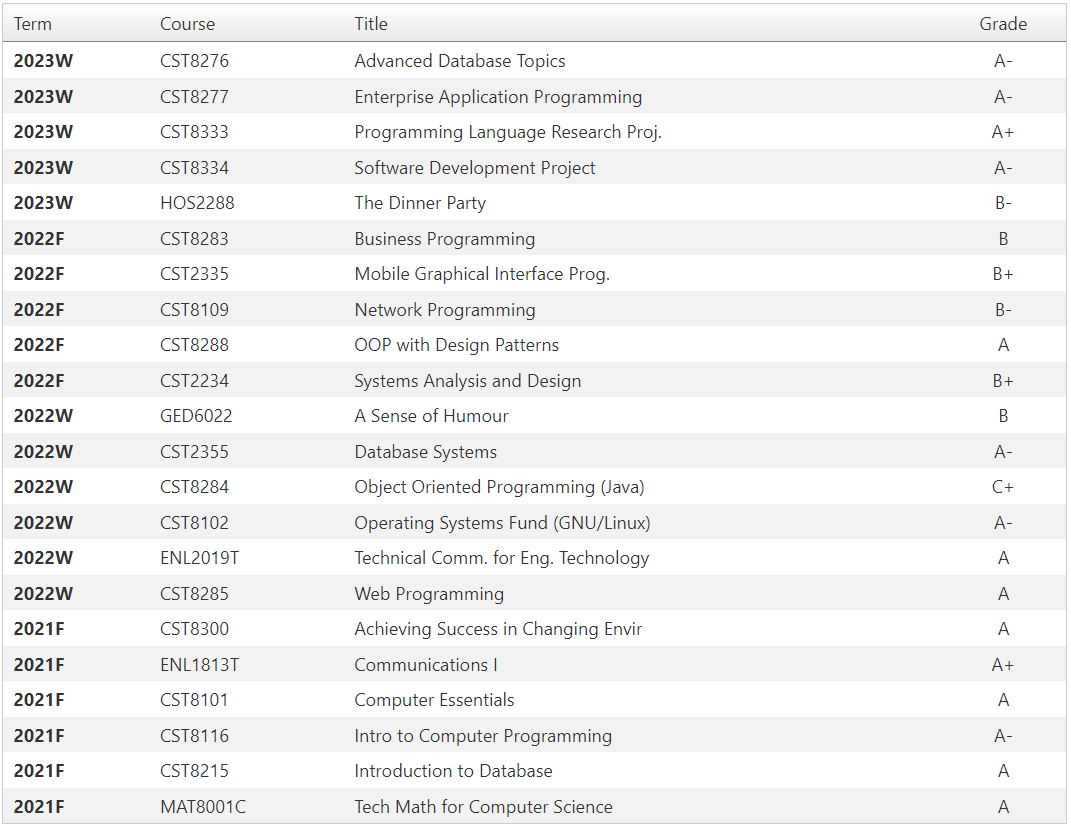 Term Course Title Grade
2023W CST8276 Advanced Database Topics A-
2023W CST8277 Enterprise Application Programming A-
2023W CST8333 Programming Language Research Proj. A+
2023W CST8334 Software Development Project A-
2023W HOS2288 The Dinner Party B-
2022F CST8283 Business Programming B
2022F CST2335 Mobile Graphical Interface Prog. B+
2022F CST8109 Network Programming B-
2022F CST8288 OOP with Design Patterns A
2022F CST2234 Systems Analysis and Design B+
2022W GED6022 A Sense of Humour B
2022W CST2355 Database Systems A-
2022W CST8284 Object Oriented Programming (Java) C+
2022W CST8102 Operating Systems Fund (GNU/Linux) A-
2022W ENL2019T Technical Comm. for Eng. Technology A
2022W CST8285 Web Programming A
2021F CST8300 Achieving Success in Changing Envir A
2021F ENL1813T Communications I A+
2021F CST8101 Computer Essentials A
2021F CST8116 Intro to Computer Programming A-
2021F CST8215 Introduction to Database A
2021F MAT8001C Tech Math for Computer Science A